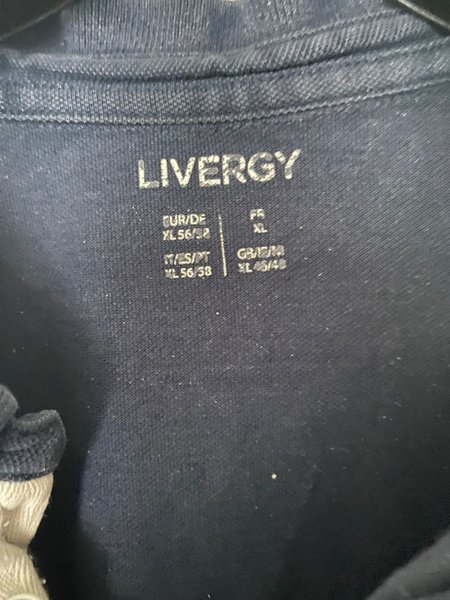 LIVERGY
EUR/DE
XL 56/58
FR
XL
IT/ES/PT
XL 56/58
GB/IE/NI
XL 46/48